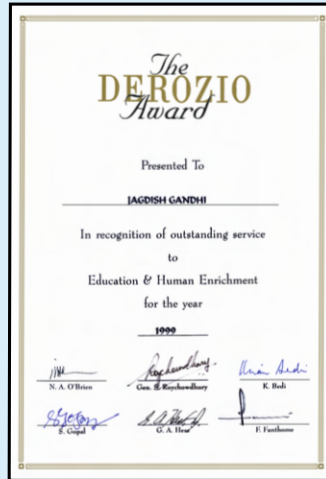 The
DEROZIO
Award
Presented To
JAGDISH GANDHI
In recognition of outstanding service
to
Education & Human Enrichment
for the year
1999
N. A. O'Brien Gen. S. Roychowdhury K. Bedi
S. Gopal G. A. Hear F. Fanthome